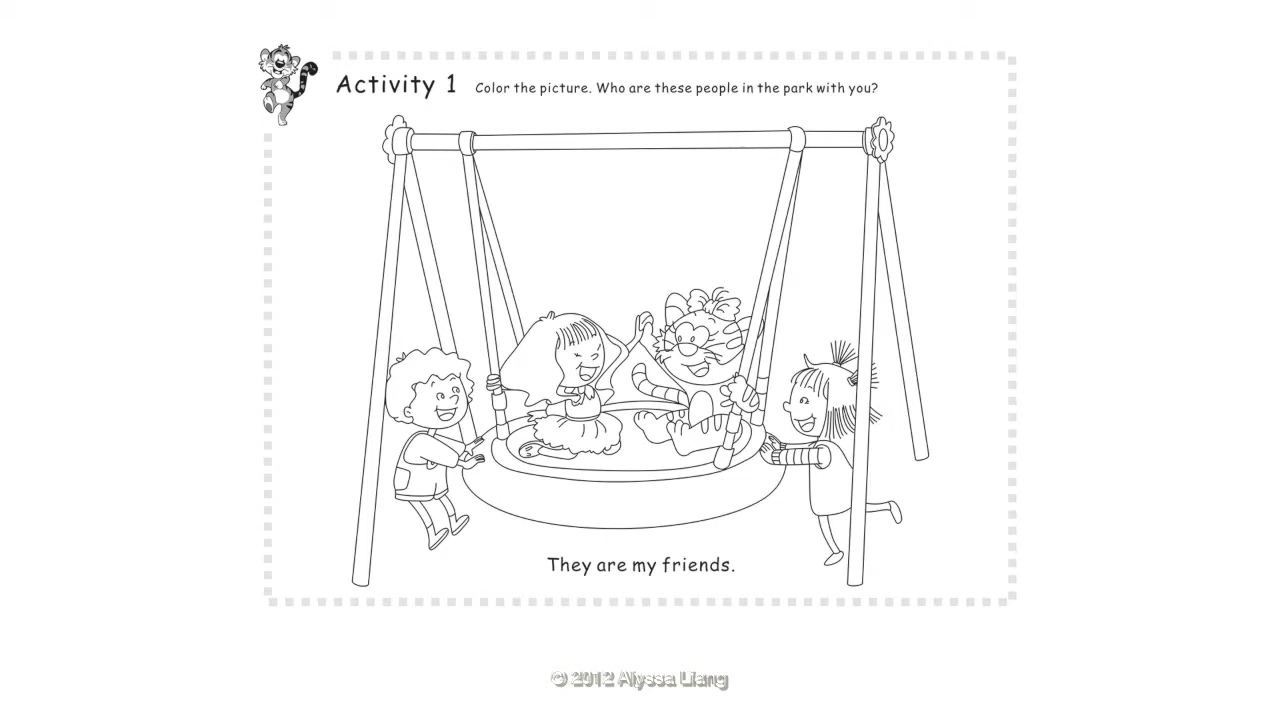 Activity 1 Color the picture. Who are these people in the park with you?
They are my friends.
© 2012 Alyssa Liang